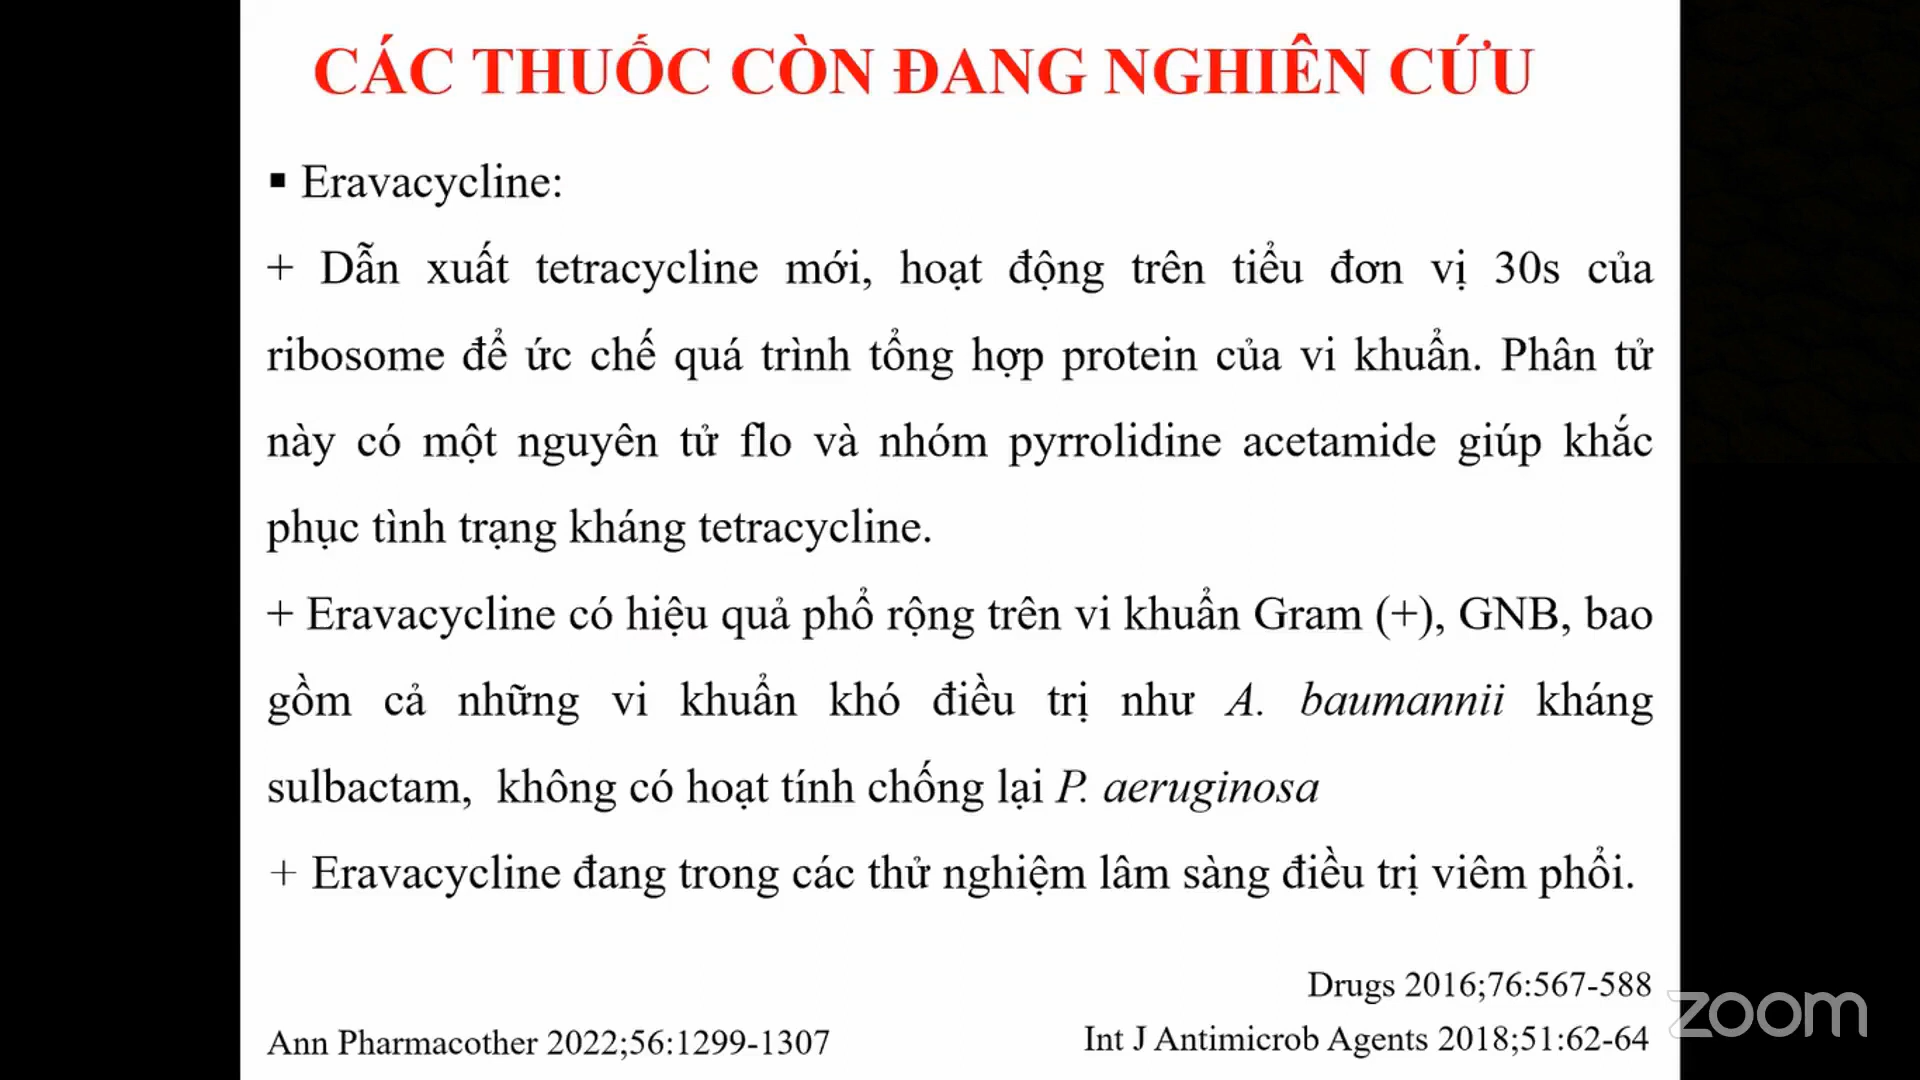 CÁC THUỐC CÒN ĐANG NGHIÊN CỨU
▪ Eravacycline:
+ Dẫn xuất tetracycline mới, hoạt động trên tiểu đơn vị 30s của
ribosome để ức chế quá trình tổng hợp protein của vi khuẩn. Phân tử
này có một nguyên tử flo và nhóm pyrrolidine acetamide giúp khắc
phục tình trạng kháng tetracycline.
+ Eravacycline có hiệu quả phổ rộng trên vi khuẩn Gram (+), GNB, bao
gồm cả những vi khuẩn khó điều trị như A. baumannii kháng
sulbactam, không có hoạt tính chống lại P. aeruginosa
+ Eravacycline đang trong các thử nghiệm lâm sàng điều trị viêm phổi.
Drugs 2016;76:567-588
Ann Pharmacother 2022;56:1299-1307
Int J Antimicrob Agents 2018;51:62-64
zoom